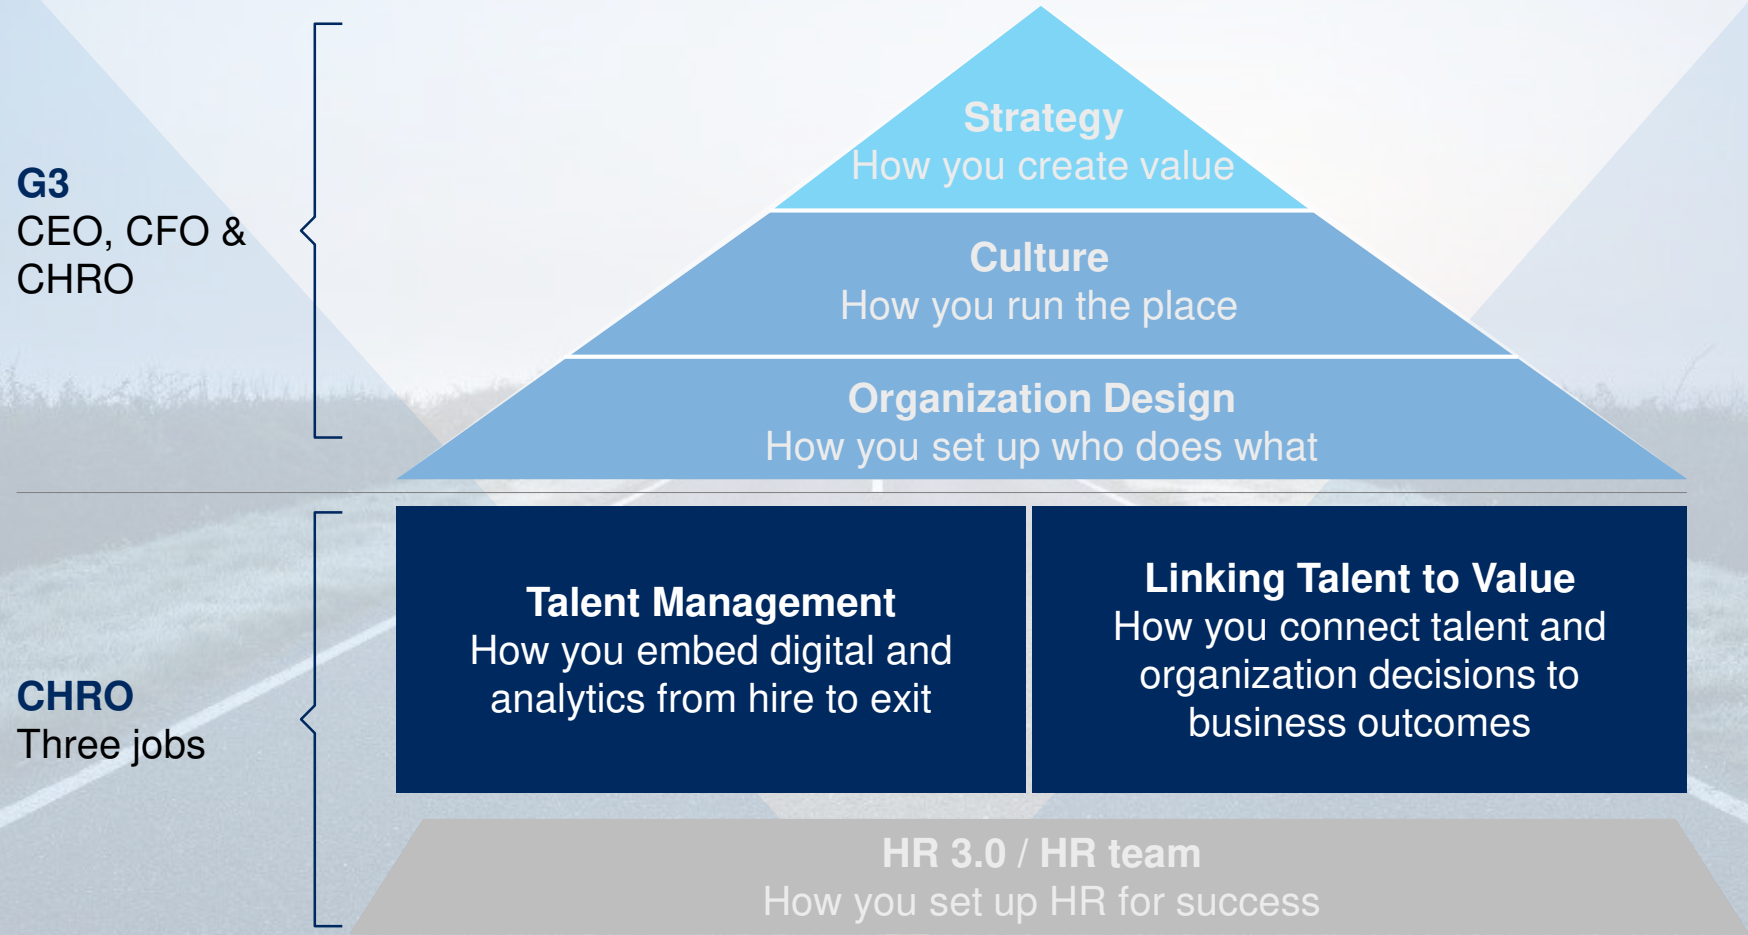 Strategy
How you create value
G3
CEO, CFO &
CHRO
Culture
How you run the place
Organization Design
How you set up who does what
Talent Management
How you embed digital and
analytics from hire to exit
Linking Talent to Value
How you connect talent and
organization decisions to
business outcomes
CHRO
Three jobs
HR 3.0 / HR team
How you set up HR for success